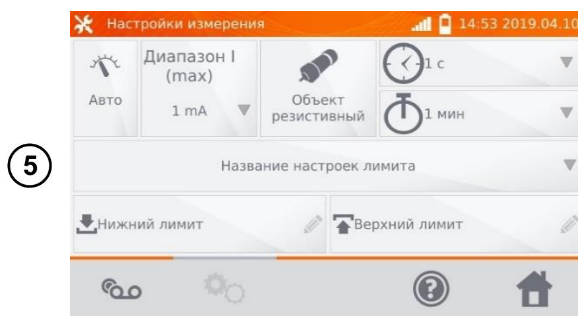 Настройки измерения 14:53 2019.04.10
Диапазон I
(max)
Авто
1 mA
Объект
резистивный
1 с
1 мин
5
Название настроек лимита
Нижний лимит
Верхний лимит
?